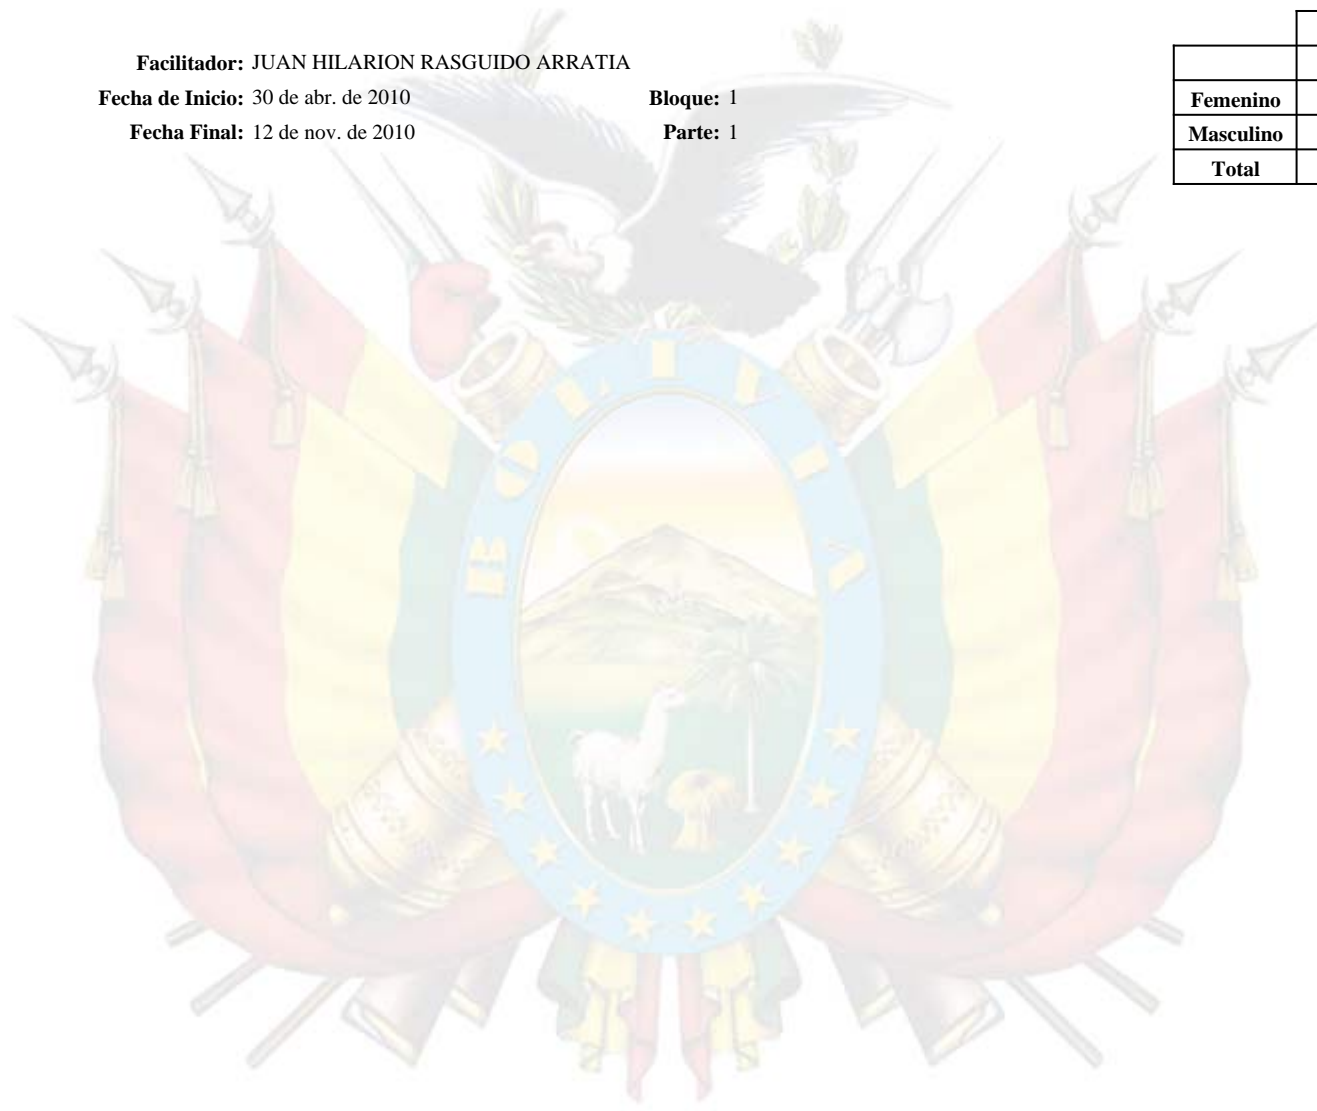 Facilitador: JUAN HILARION RASGUIDO ARRATIA
Fecha de Inicio: 30 de abr. de 2010 Bloque: 1
Fecha Final: 12 de nov. de 2010 Parte: 1
Femenino
Masculino
Total
BOLIVIA